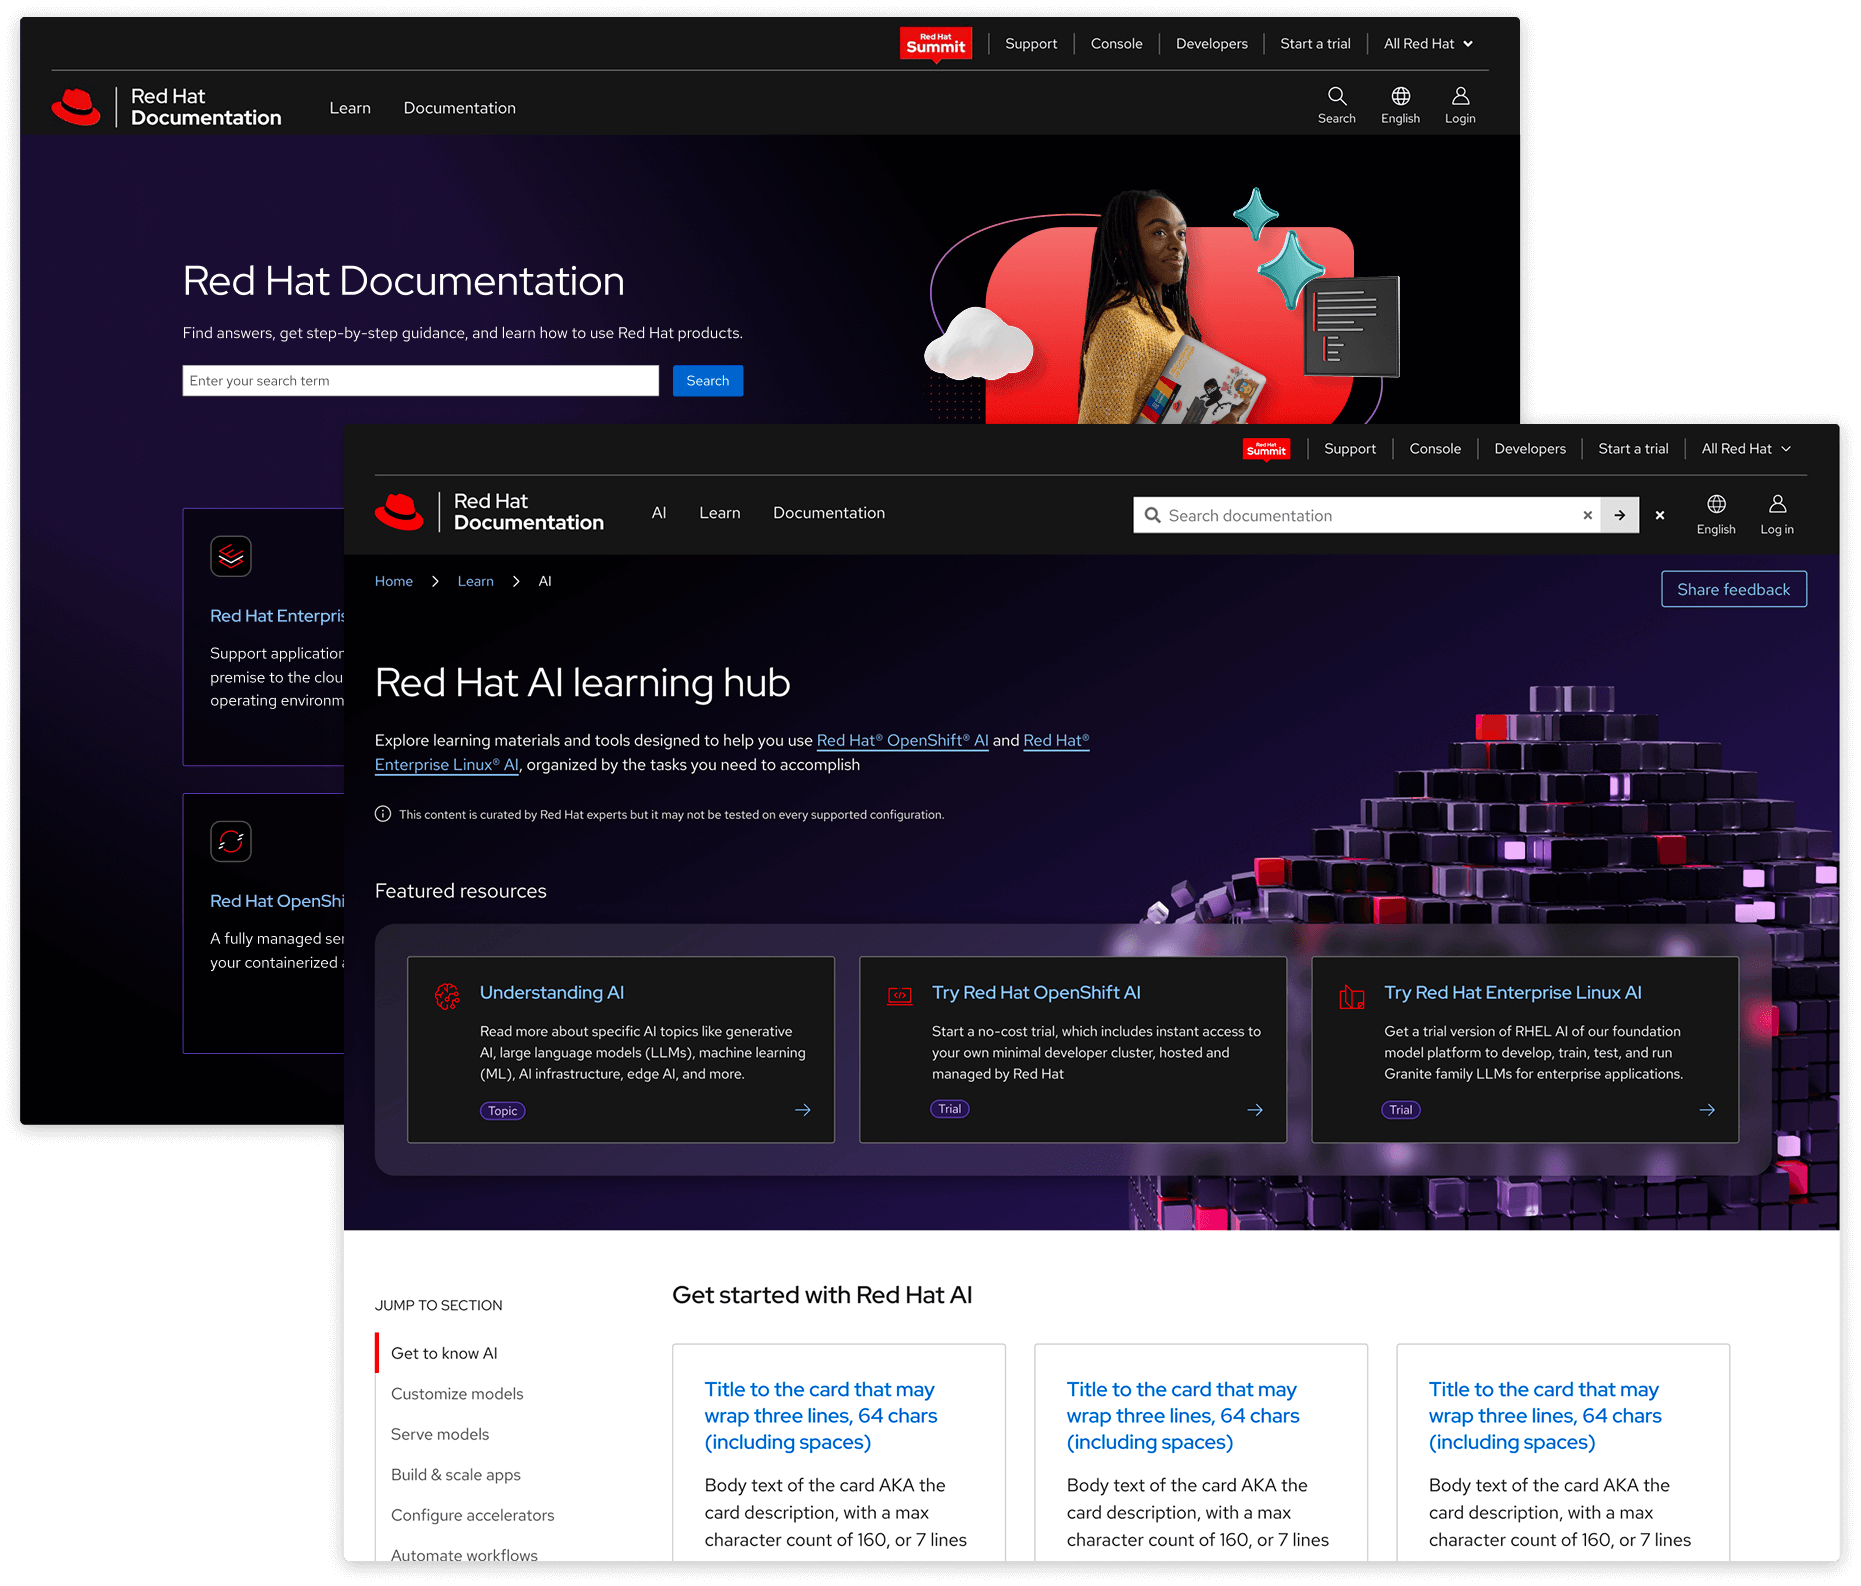 Red Hat
Summit
Support
Console
Developers
Start a trial
All Red Hat
Red Hat
Documentation
Learn
Documentation
Search
English
Login
Red Hat Documentation
Find answers, get step-by-step guidance, and learn how to use Red Hat products.
Enter your search term
Search
Red Hat Enterpris
Support application
premise to the clou
operating environm
Red Hat OpenShi
A fully managed ser
your containerized a
Red Hat
Summit
Support
Console
Developers
Start a trial
All Red Hat
Red Hat
Documentation
AI
Learn
Documentation
Search documentation
English
Log in
Home
Learn
AI
Share feedback
Red Hat AI learning hub
Explore learning materials and tools designed to help you use Red Hat® OpenShift® AI and Red Hat®
Enterprise Linux® AI, organized by the tasks you need to accomplish
This content is curated by Red Hat experts but it may not be tested on every supported configuration.
Featured resources
Understanding AI
Read more about specific AI topics like generative
AI, large language models (LLMs), machine learning
(ML), AI infrastructure, edge AI, and more.
Topic
Try Red Hat OpenShift AI
Start a no-cost trial, which includes instant access to
your own minimal developer cluster, hosted and
managed by Red Hat
Trial
Try Red Hat Enterprise Linux AI
Get a trial version of RHEL AI of our foundation
model platform to develop, train, test, and run
Granite family LLMs for enterprise applications.
Trial
JUMP TO SECTION
Get to know AI
Customize models
Serve models
Build & scale apps
Configure accelerators
Automate workflows
Get started with Red Hat AI
Title to the card that may
wrap three lines, 64 chars
(including spaces)
Body text of the card AKA the
card description, with a max
character count of 160, or 7 lines
Title to the card that may
wrap three lines, 64 chars
(including spaces)
Body text of the card AKA the
card description, with a max
character count of 160, or 7 lines
Title to the card that may
wrap three lines, 64 chars
(including spaces)
Body text of the card AKA the
card description, with a max
character count of 160, or 7 lines